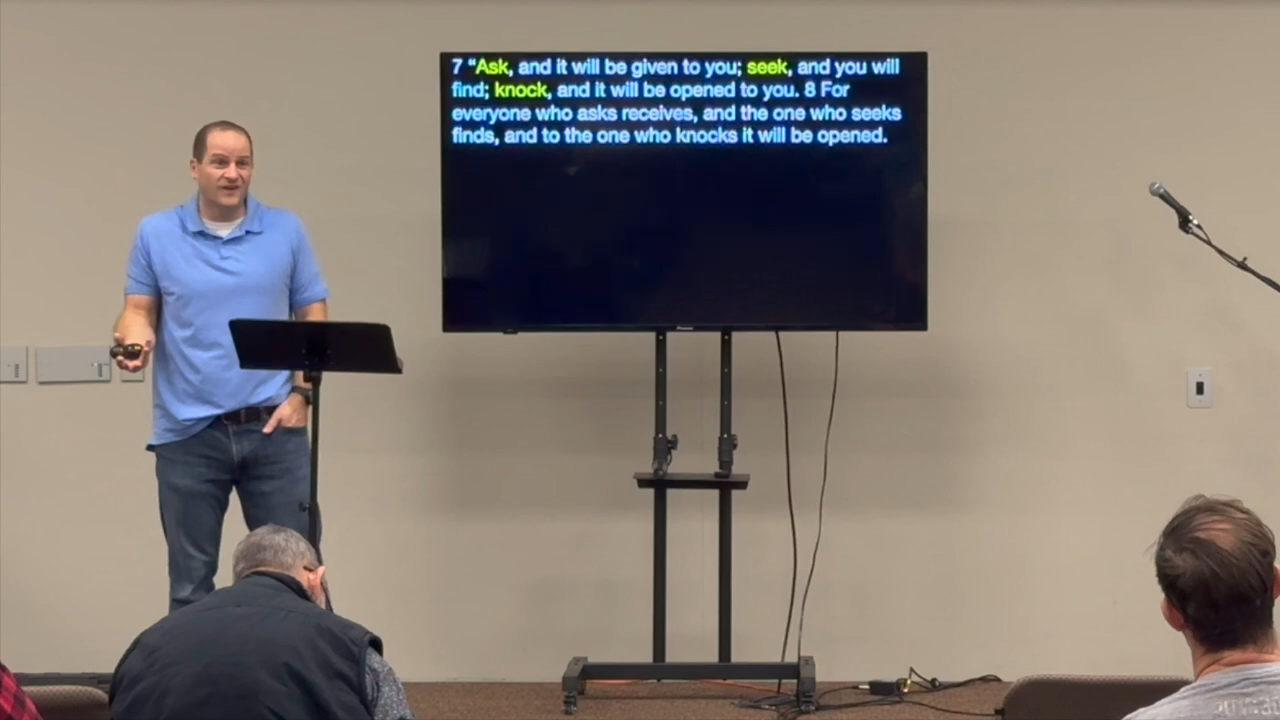 7 “Ask, and it will be given to you; seek, and you will
find; knock, and it will be opened to you. 8 For
everyone who asks receives, and the one who seeks
finds, and to the one who knocks it will be opened.